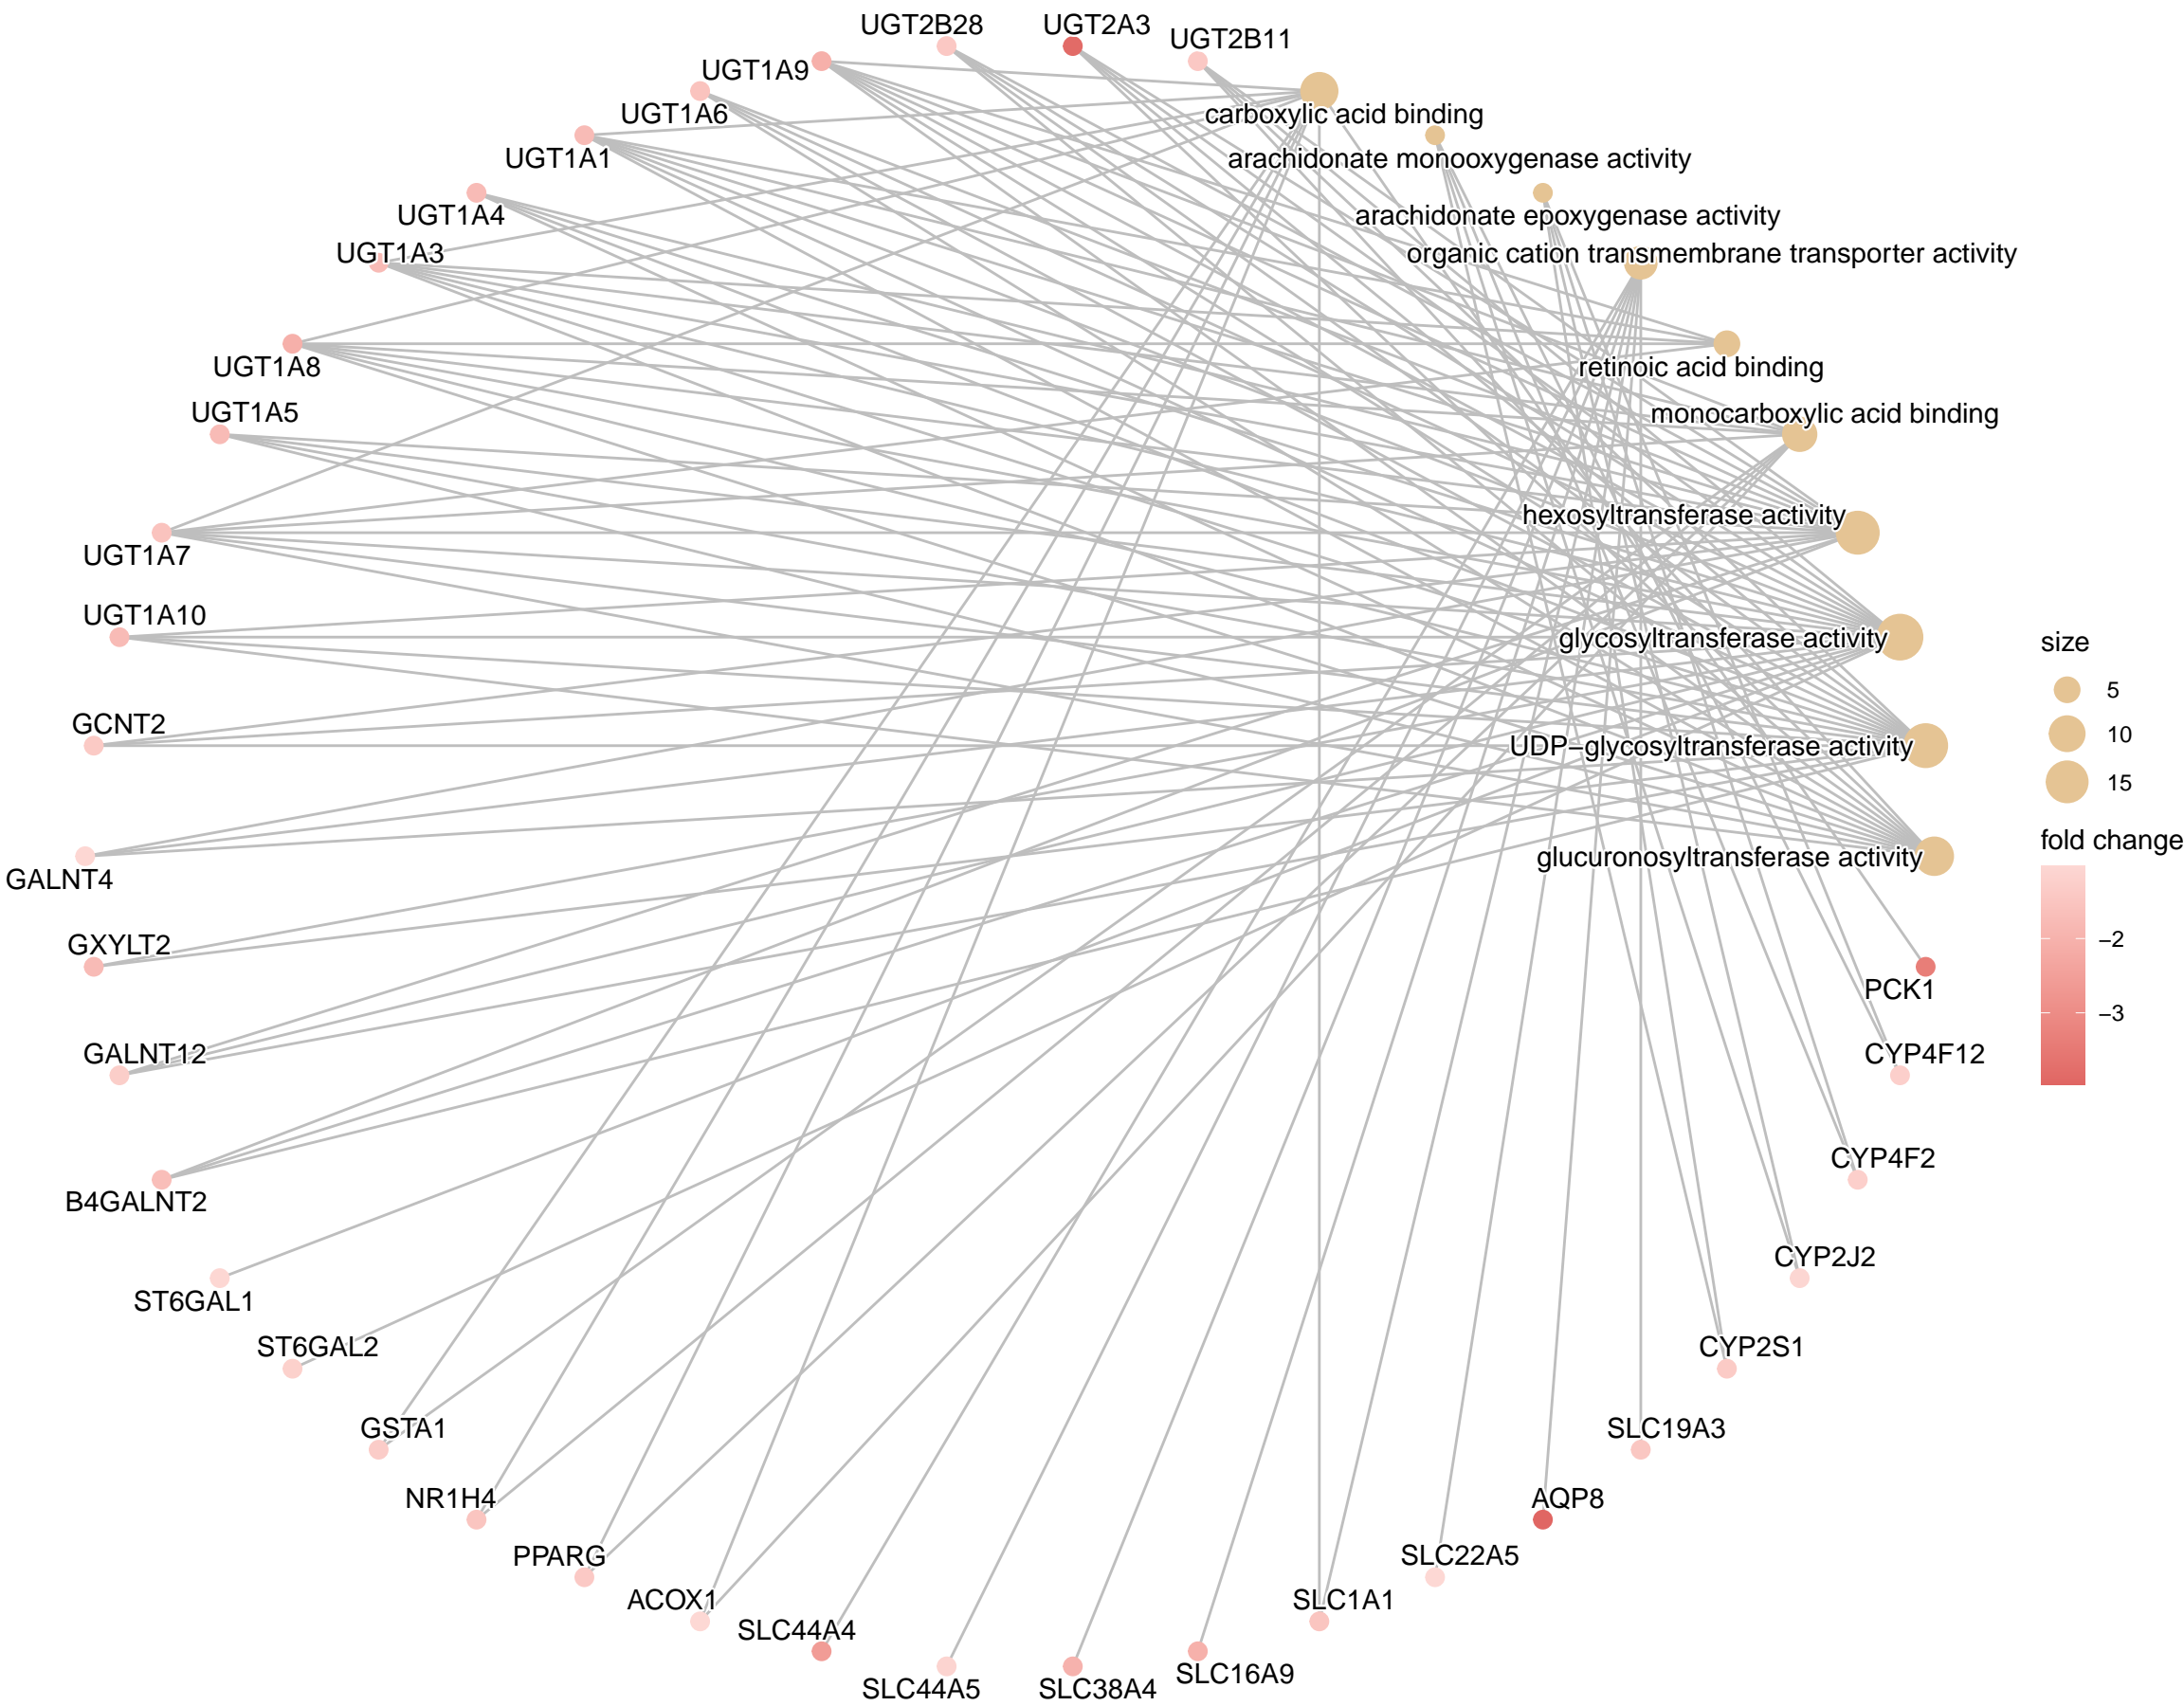 UGT2B28
UGT2A3
UGT2B11
UGT1A9
UGT1A6
carboxylic acid binding
UGT1A1
arachidonate monooxygenase activity
UGT1A4
arachidonate epoxygenase activity
UGT1A3
organic cation transmembrane transporter activity
UGT1A8
retinoic acid binding
UGT1A5
monocarboxylic acid binding
hexosyltransferase activity
UGT1A7
UGT1A10
glycosyltransferase activity
GCNT2
UDP−glycosyltransferase activity
glucuronosyltransferase activity
GALNT4
GXYLT2
PCK1
GALNT12
CYP4F12
CYP4F2
B4GALNT2
CYP2J2
ST6GAL1
ST6GAL2
CYP2S1
GSTA1
SLC19A3
NR1H4
AQP8
PPARG
SLC22A5
ACOX1
SLC1A1
SLC44A4
SLC16A9
SLC44A5
SLC38A4
size
5
10
15
fold change
−2
−3